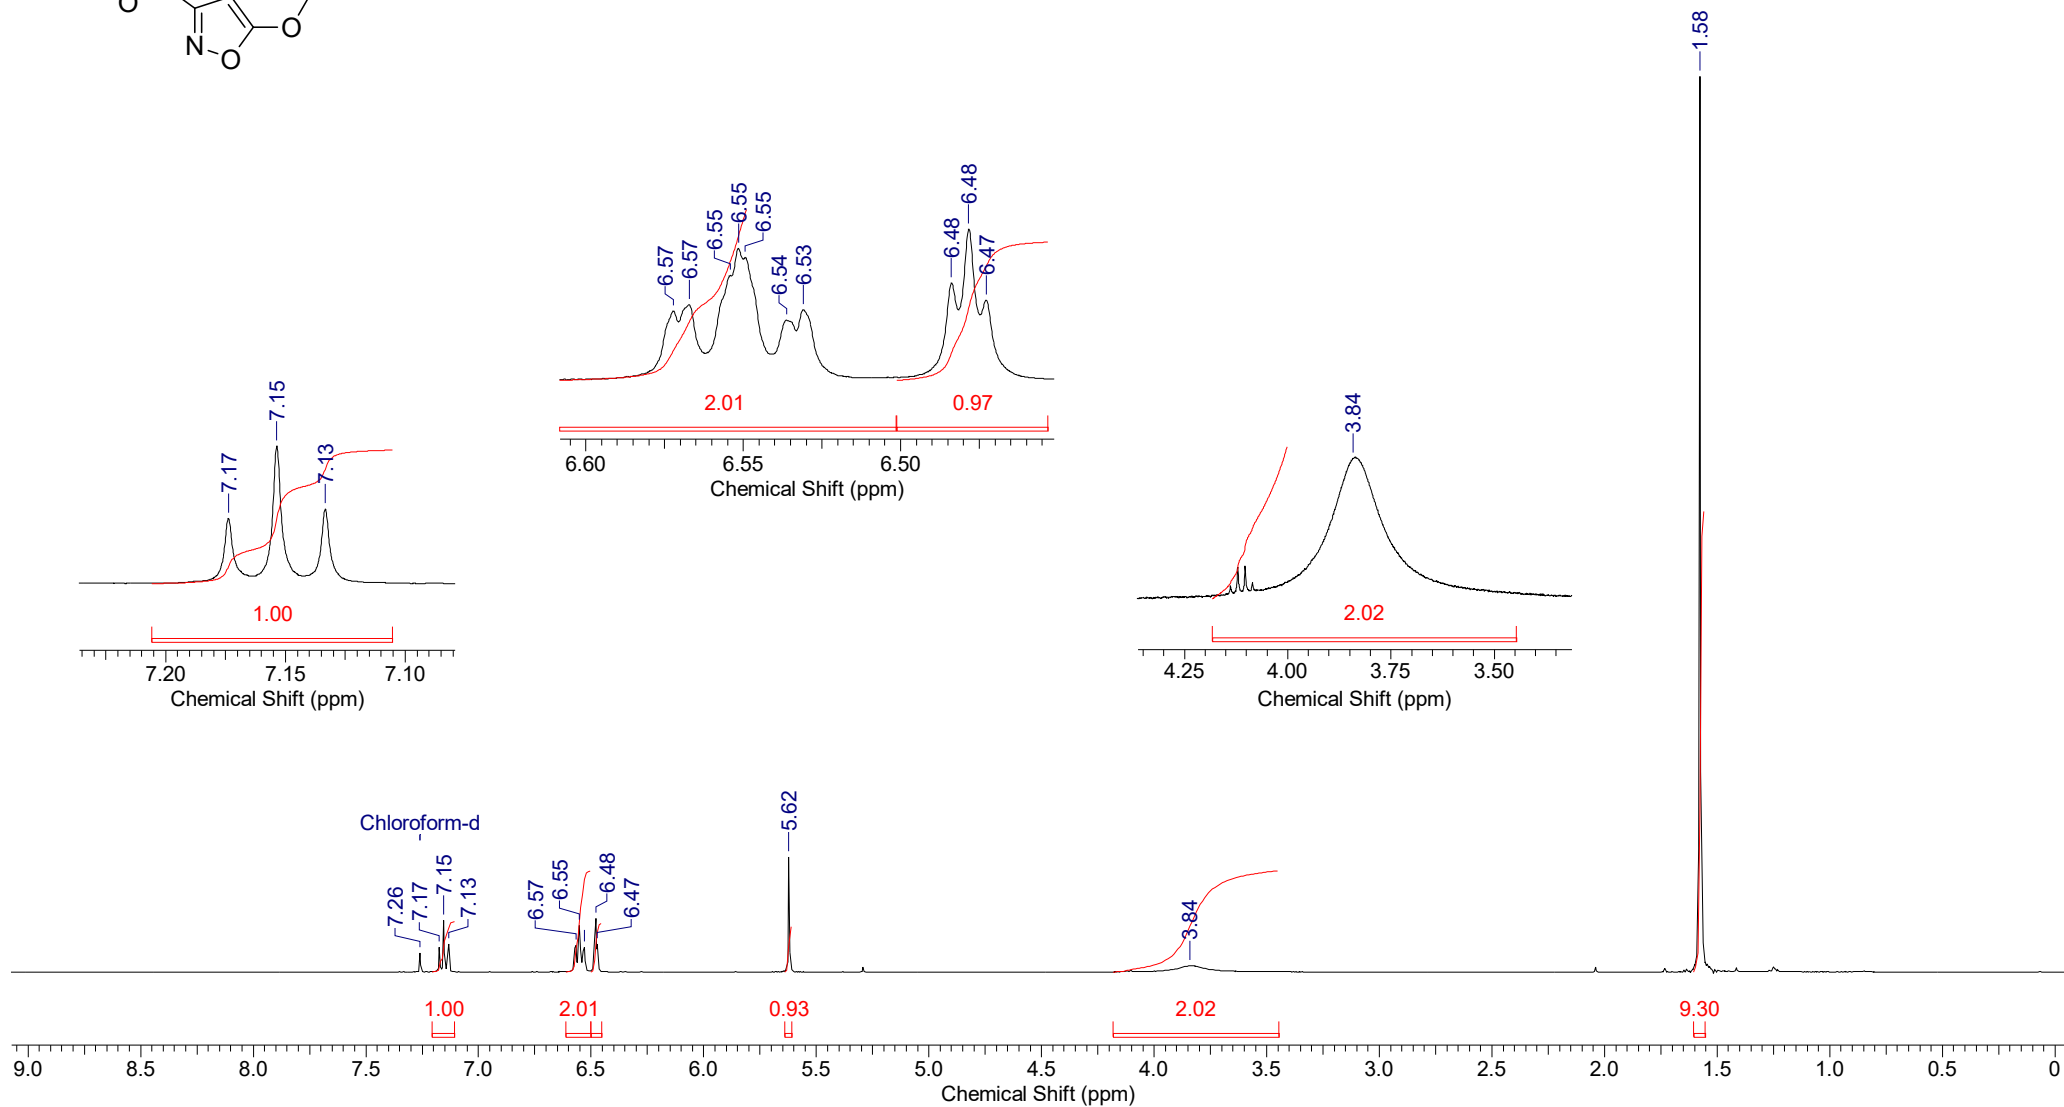 O
O
N
O
1.58
6.48
6.55
6.55
6.55
6.57
6.57
6.48
6.47
6.54
6.53
2.01
0.97
6.60 6.55 6.50
Chemical Shift (ppm)
7.15
7.17
7.13
1.00
7.20 7.15 7.10
Chemical Shift (ppm)
3.84
2.02
4.25 4.00 3.75 3.50
Chemical Shift (ppm)
Chloroform-d
7.26
7.17
7.15
7.13
6.57
6.55
6.48
6.47
5.62
3.84
1.00 2.01 0.93 2.02 9.30
9.0 8.5 8.0 7.5 7.0 6.5 6.0 5.5 5.0 4.5 4.0 3.5 3.0 2.5 2.0 1.5 1.0 0.5 0
Chemical Shift (ppm)